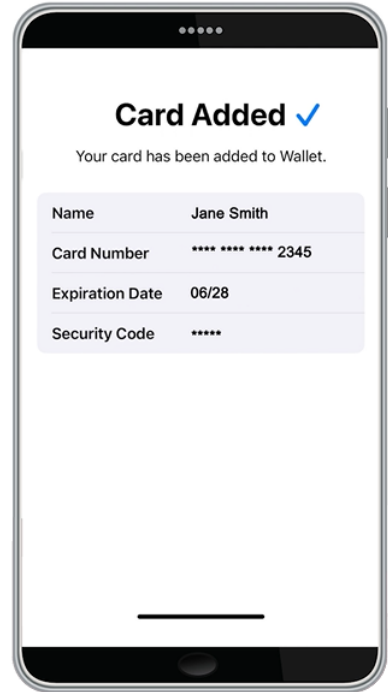 Card Added
Your card has been added to Wallet.
Name Jane Smith
Card Number **** **** **** 2345
Expiration Date 06/28
Security Code *****